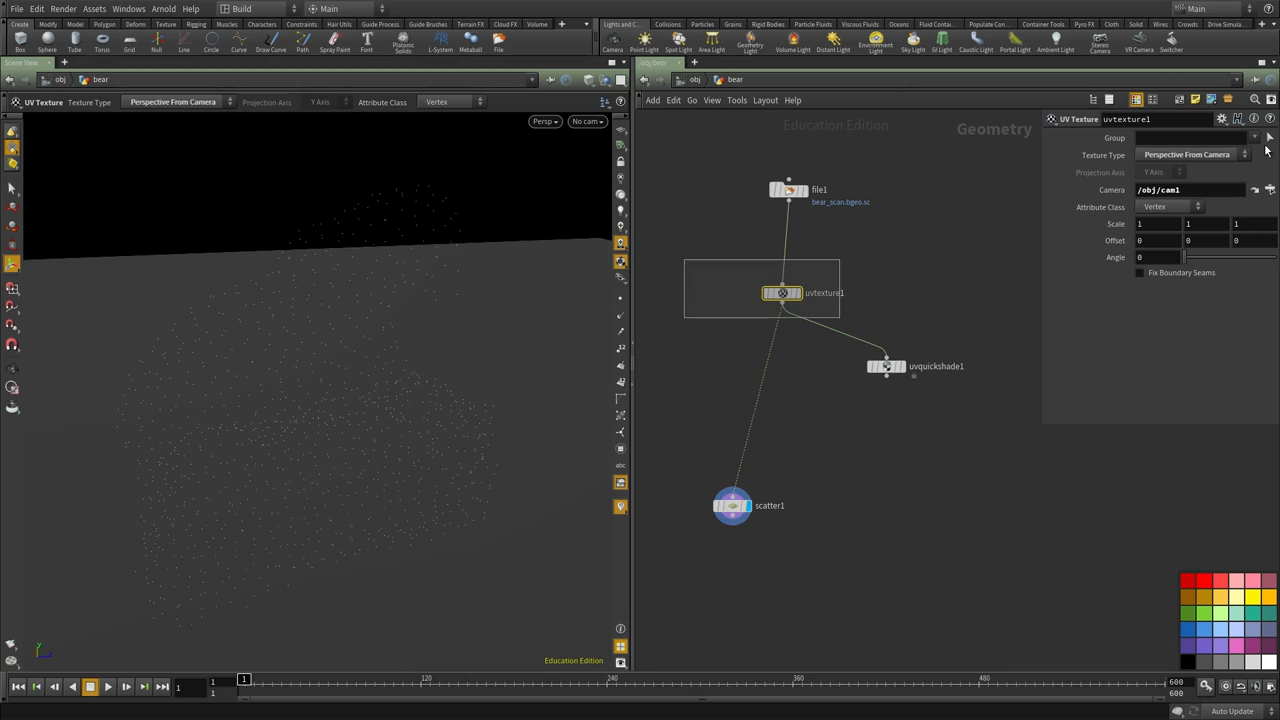 File Edit Render Assets Windows Arnold Help Build Main Main
Create Modify Model Polygon Deform Texture Rigging Muscles Characters Constraints Hair Utils Guide Process Guide Brushes Terrain FX Cloud FX Volume
Lights and C... Collisions Particles Grains Rigid Bodies Particle Fluids Viscous Fluids Oceans Fluid Contai... Populate Con... Container Tools Pyro FX Cloth Solid Wires Crowds Drive Simula...
Box Sphere Tube Torus Grid Null Line Circle Curve Draw Curve Path Spray Paint Font Platonic Solids L-System Metaball File
Camera Point Light Spot Light Area Light Geometry Light Volume Light Distant Light Environment Light Sky Light GI Light Caustic Light Portal Light Ambient Light Stereo Camera VR Camera Switcher
Scene View
/obj/bear
obj bear
obj bear
UV Texture Texture Type Perspective From Camera Projection Axis Y Axis Attribute Class Vertex
Add Edit Go View Tools Layout Help
Persp No cam
Education Edition
Geometry
UV Texture uvtexture1
Group
Texture Type Perspective From Camera
Projection Axis Y Axis
Camera /obj/cam1
Attribute Class Vertex
Scale 1 1 1
Offset 0 0 0
Angle 0
Fix Boundary Seams
file1
bear_scan.bgeo.sc
uvtexture1
uvquickshade1
scatter1
12
abc
y
z
Education Edition
1 1 1
1 120 240 360 480
600
600
Auto Update